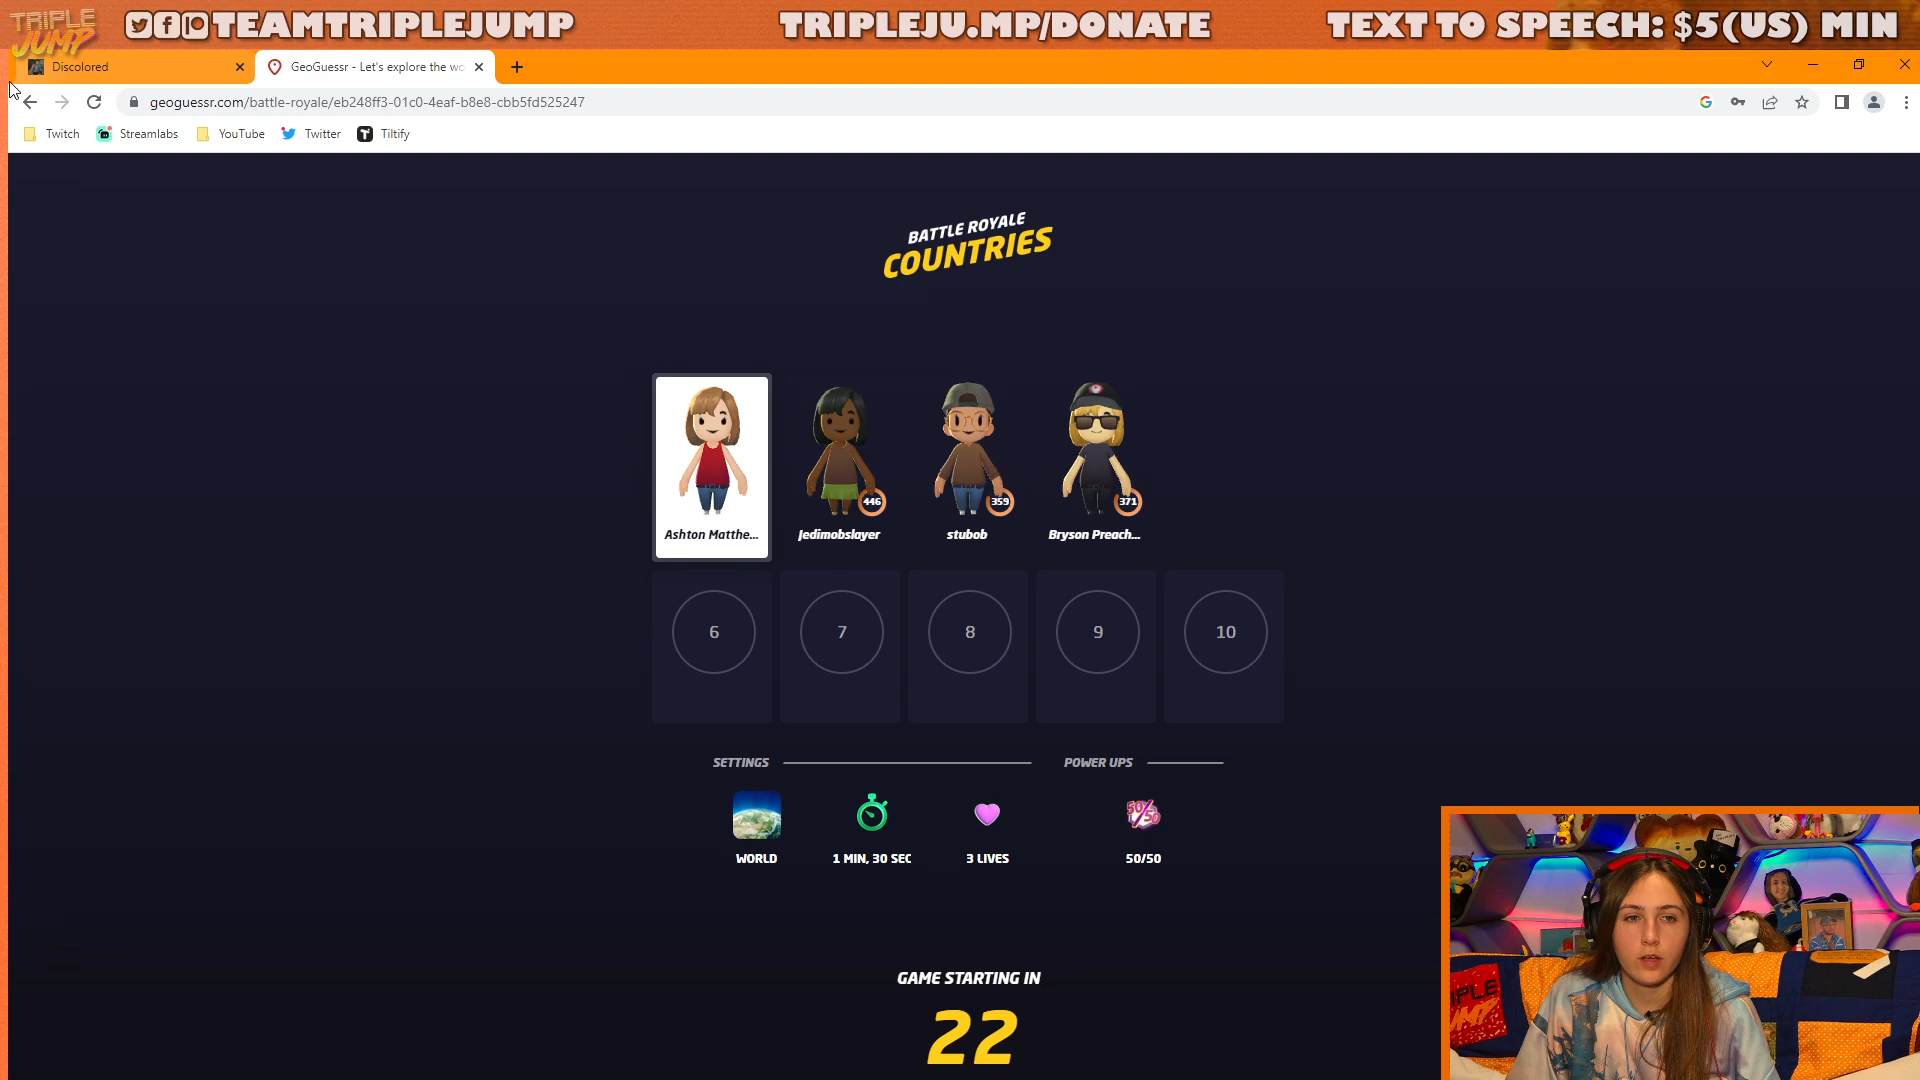 TRIPLE JUMP
TEAMTRIPLEJUMP
TRIPLEJU.MP/DONATE
TEXT TO SPEECH: $5(US) MIN
Discolored
GeoGuessr - Let's explore the wo
geoguessr.com/battle-royale/eb248ff3-01c0-4eaf-b8e8-cbb5fd525247
Twitch
Streamlabs
YouTube
Twitter
Tiltify
BATTLE ROYALE
COUNTRIES
446
359
371
Ashton Matthe...
Jedimobslayer
stubob
Bryson Preach...
6
7
8
9
10
SETTINGS
POWER UPS
50/50
WORLD
1 MIN, 30 SEC
3 LIVES
50/50
GAME STARTING IN
22